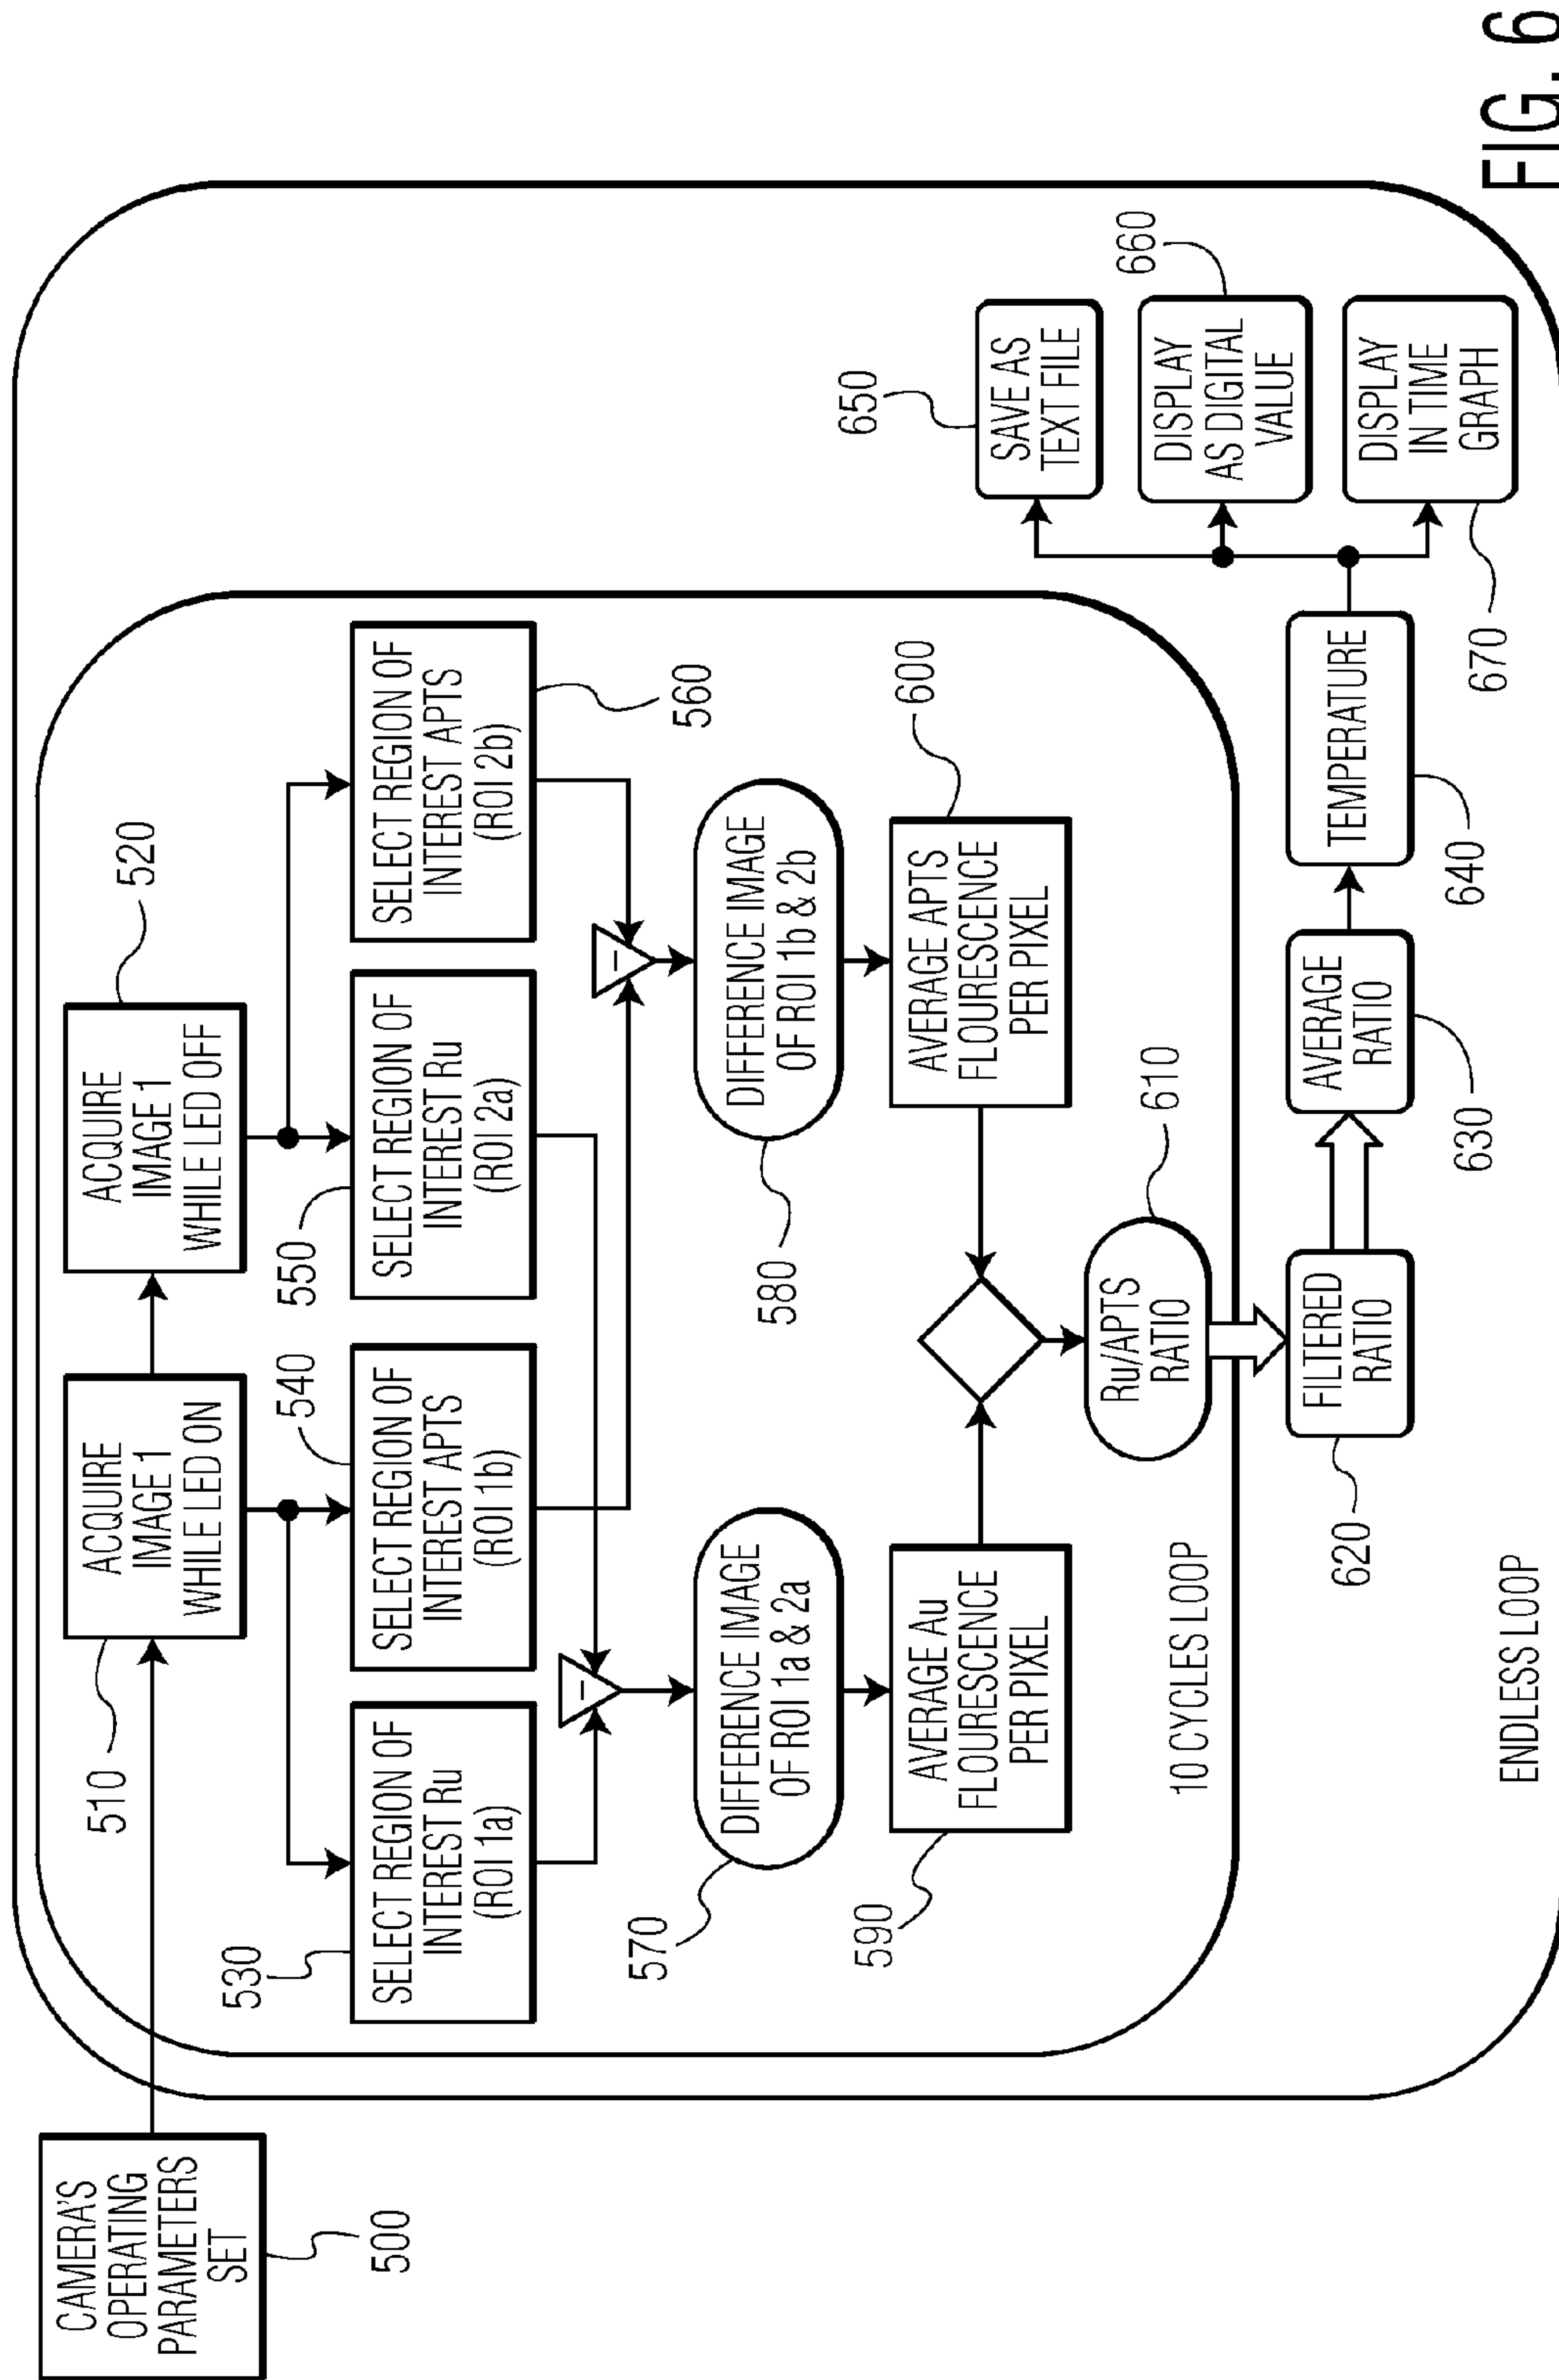 CAMERA'S
OPERATING
PARAMETERS
SET
500
510
ACQUIRE
IMAGE 1
WHILE LED ON
520
ACQUIRE
IMAGE 1
WHILE LED OFF
530
SELECT REGION OF
INTEREST Ru
(ROI 1a)
540
SELECT REGION OF
INTEREST APTS
(ROI 1b)
550
SELECT REGION OF
INTEREST Ru
(ROI 2a)
SELECT REGION OF
INTEREST APTS
(ROI 2b)
560
–
–
570
DIFFERENCE IMAGE
OF ROI 1a & 2a
580
DIFFERENCE IMAGE
OF ROI 1b & 2b
590
AVERAGE Au
FLOURESCENCE
PER PIXEL
600
AVERAGE APTS
FLOURESCENCE
PER PIXEL
610
Ru/APTS
RATIO
10 CYCLES LOOP
620
FILTERED
RATIO
630
AVERAGE
RATIO
640
TEMPERATURE
650
SAVE AS
TEXT FILE
660
DISPLAY
AS DIGITAL
VALUE
670
DISPLAY
IN TIME
GRAPH
ENDLESS LOOP
FIG. 6